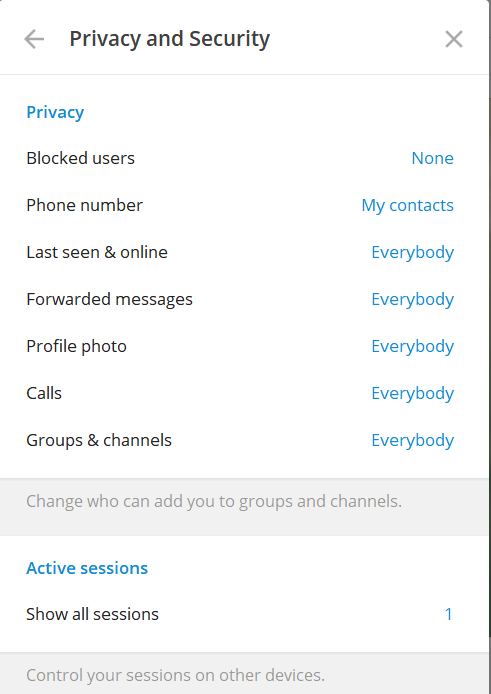 Privacy and Security
Privacy
Blocked users None
Phone number My contacts
Last seen & online Everybody
Forwarded messages Everybody
Profile photo Everybody
Calls Everybody
Groups & channels Everybody
Change who can add you to groups and channels.
Active sessions
Show all sessions 1
Control your sessions on other devices.